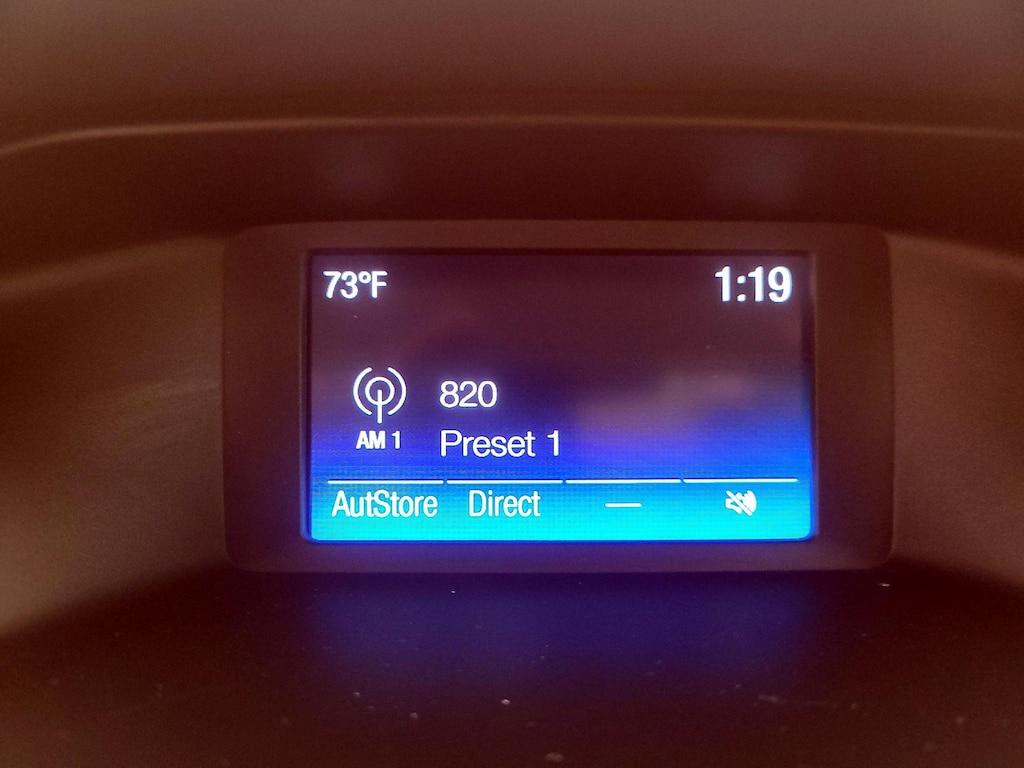 73°F 1:19
820
AM 1 Preset 1
AutStore Direct —